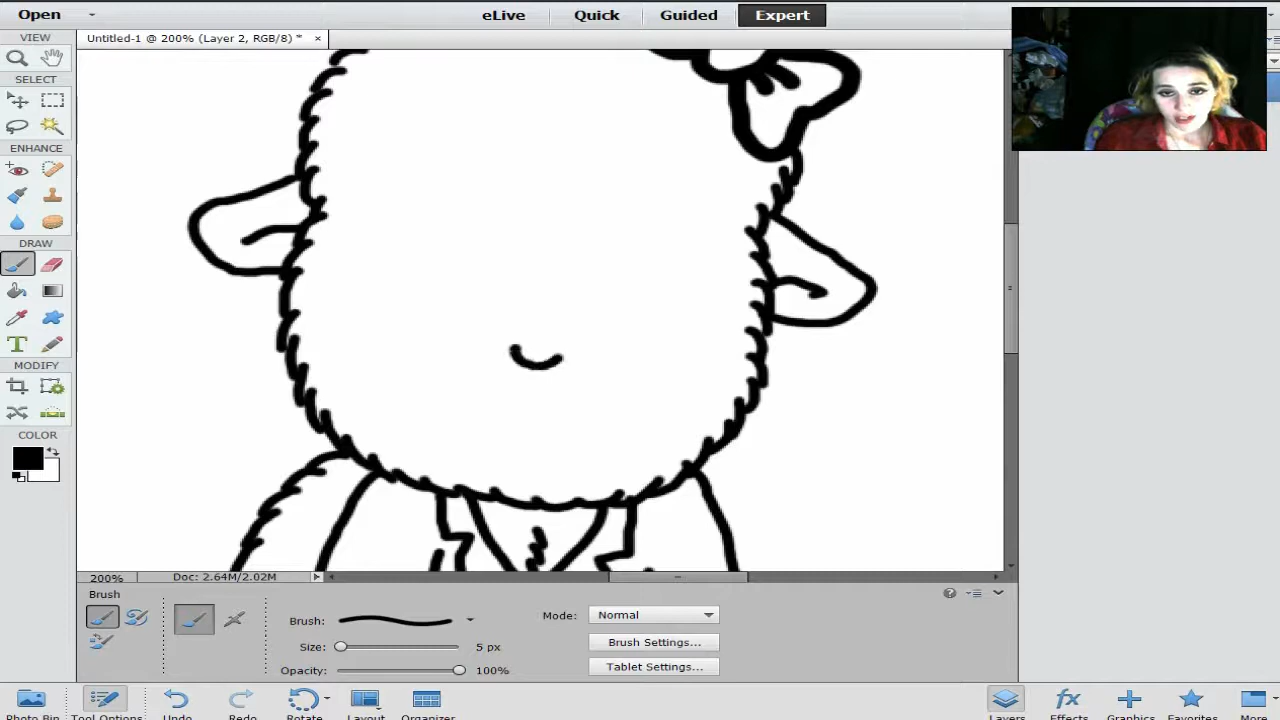 Open
eLive Quick Guided Expert
VIEW
Untitled-1 @ 200% (Layer 2, RGB/8) * ×
SELECT
ENHANCE
DRAW
T
MODIFY
COLOR
200% Doc: 2.64M/2.02M
Brush
Brush:
Mode: Normal
Size: 5 px
Brush Settings...
Opacity: 100%
Tablet Settings...
Photo Bin Tool Options Undo Redo Rotate Layout Organizer Layers Effects Graphics Favorites More